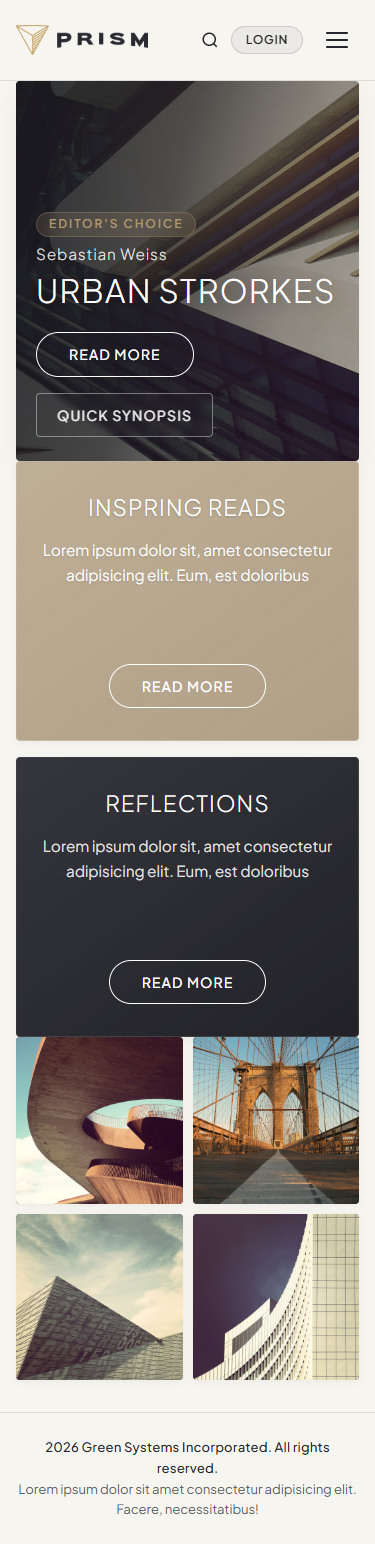 PRISM
LOGIN
EDITOR'S CHOICE
Sebastian Weiss
URBAN STRORKES
READ MORE
QUICK SYNOPSIS
INSPRING READS
Lorem ipsum dolor sit, amet consectetur
adipisicing elit. Eum, est doloribus
READ MORE
REFLECTIONS
Lorem ipsum dolor sit, amet consectetur
adipisicing elit. Eum, est doloribus
READ MORE
2026 Green Systems Incorporated. All rights
reserved.
Lorem ipsum dolor sit amet consectetur adipisicing elit.
Facere, necessitatibus!